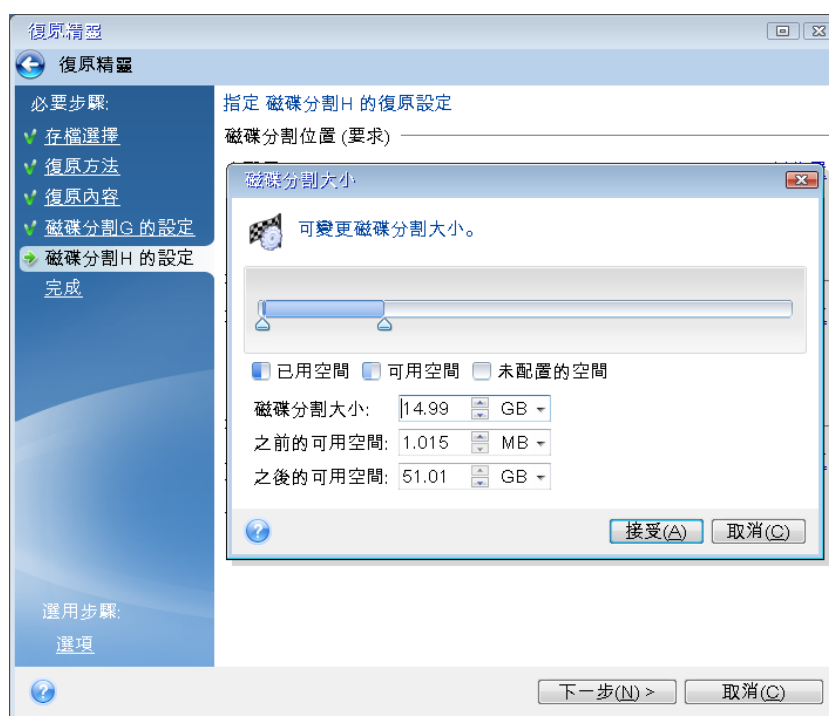 復原精靈
復原精靈
必要步驟:
存檔選擇
復原方法
復原內容
磁碟分割G 的設定
磁碟分割H 的設定
完成
選用步驟:
選項
指定 磁碟分割H 的復原設定
磁碟分割位置 (要求)
磁碟分割大小
可變更磁碟分割大小。
已用空間 可用空間 未配置的空間
磁碟分割大小: 14.99 GB
之前的可用空間: 1.015 MB
之後的可用空間: 51.01 GB
接受(A) 取消(C)
下一步(N) > 取消(C)